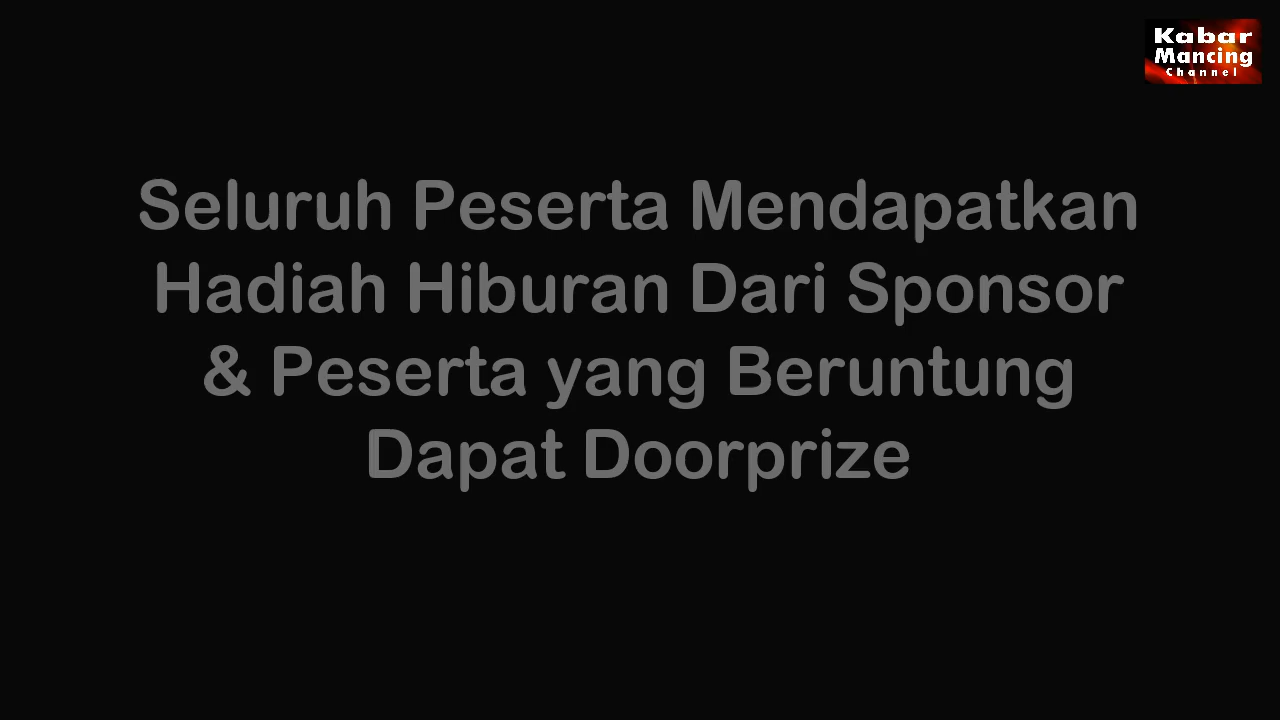 Kabar
Mancing
Channel
Seluruh Peserta Mendapatkan
Hadiah Hiburan Dari Sponsor
& Peserta yang Beruntung
Dapat Doorprize